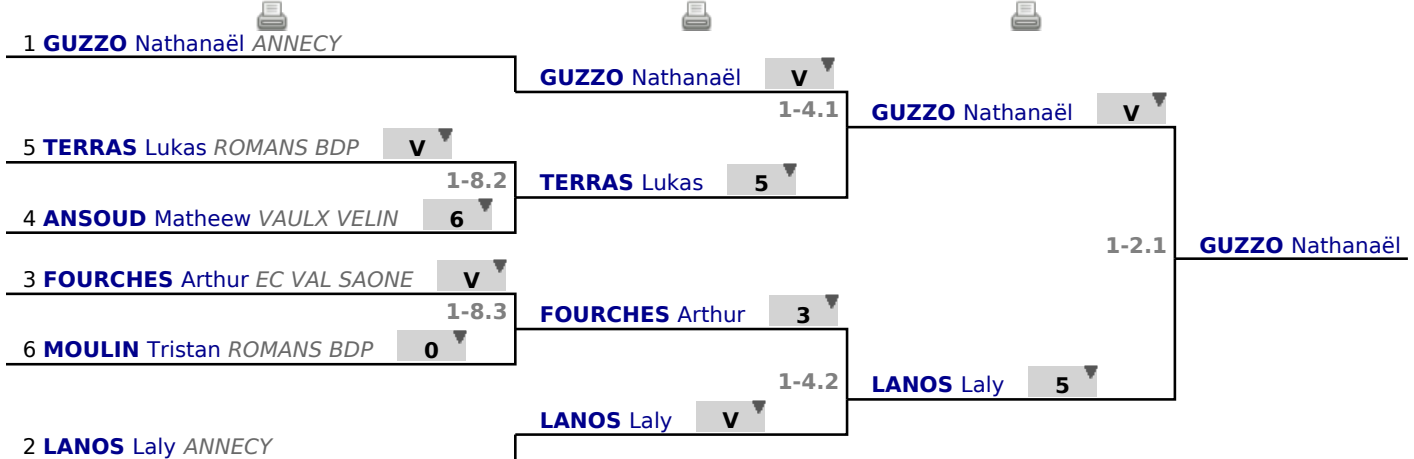 1 GUZZO Nathanaël ANNECY
5 TERRAS Lukas ROMANS BDP V
1-8.2
4 ANSOUD Matheew VAULX VELIN 6
3 FOURCHES Arthur EC VAL SAONE V
1-8.3
6 MOULIN Tristan ROMANS BDP 0
2 LANOS Laly ANNECY
GUZZO Nathanaël V
1-4.1
TERRAS Lukas 5
FOURCHES Arthur 3
1-4.2
LANOS Laly V
GUZZO Nathanaël V
1-2.1
LANOS Laly 5
GUZZO Nathanaël